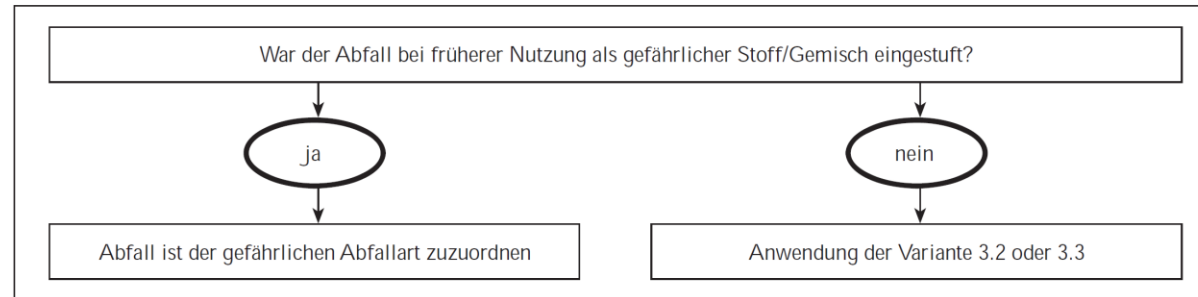 War der Abfall bei früherer Nutzung als gefährlicher Stoff/Gemisch eingestuft?
ja
nein
Abfall ist der gefährlichen Abfallart zuzuordnen
Anwendung der Variante 3.2 oder 3.3